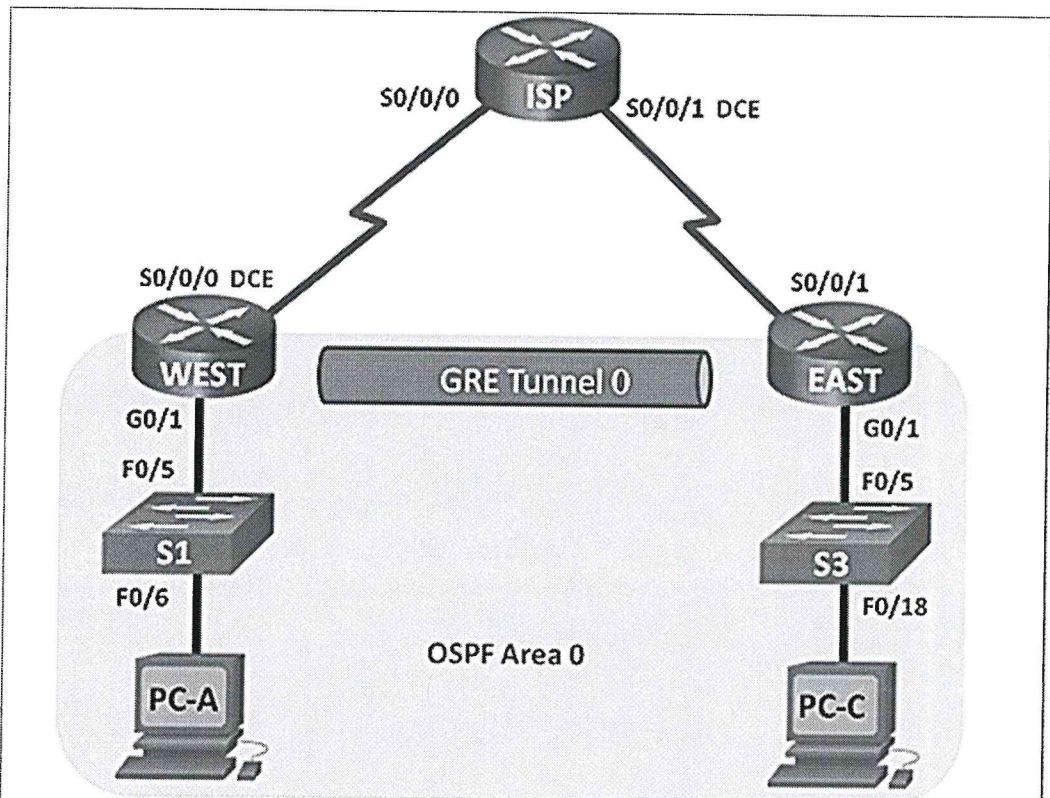 ISP
S0/0/0
S0/0/1 DCE
S0/0/0 DCE
S0/0/1
WEST
GRE Tunnel 0
EAST
G0/1
G0/1
F0/5
F0/5
S1
S3
F0/6
F0/18
OSPF Area 0
PC-A
PC-C